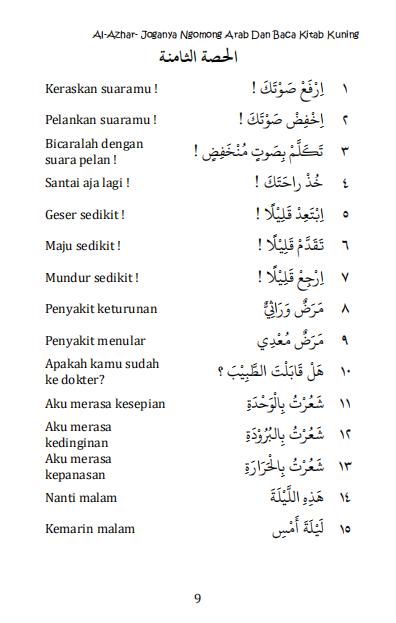 Al-Azhar- Joganya Ngomong Arab Dan Baca Kitab Kuning
الحصة الثامنة
Keraskan suaramu ! اِرْفَعْ صَوْتَكَ ! ١
Pelankan suaramu ! اِخْفِضْ صَوْتَكَ ! ٢
Bicaralah dengan
suara pelan ! تَكَلَّمْ بِصَوتٍ مُنْخَفِضٍ ! ٣
Santai aja lagi ! خُذْ راحَتَكَ ! ٤
Geser sedikit ! اِبْتَعِدْ قَلِيْلًا ! ٥
Maju sedikit ! تَقَدَّمْ قَلِيْلًا ! ٦
Mundur sedikit ! اِرْجِعْ قَلِيْلًا ! ٧
Penyakit keturunan مَرَضٌ وَرَاثِيٌّ ٨
Penyakit menular مَرَضٌ مُعْدِي ٩
Apakah kamu sudah
ke dokter? هَلْ قَابَلْتَ الطَّبِيْبَ ؟ ١٠
Aku merasa kesepian شَعُرْتُ بِالْوَحْدَةِ ١١
Aku merasa
kedinginan شَعُرْتُ بِالبُرُوْدَةِ ١٢
Aku merasa
kepanasan شَعُرْتُ بِالْحَرَارَةِ ١٣
Nanti malam هَذِهِ اللَّيْلَةَ ١٤
Kemarin malam لَيْلَةَ أَمْسِ ١٥
9